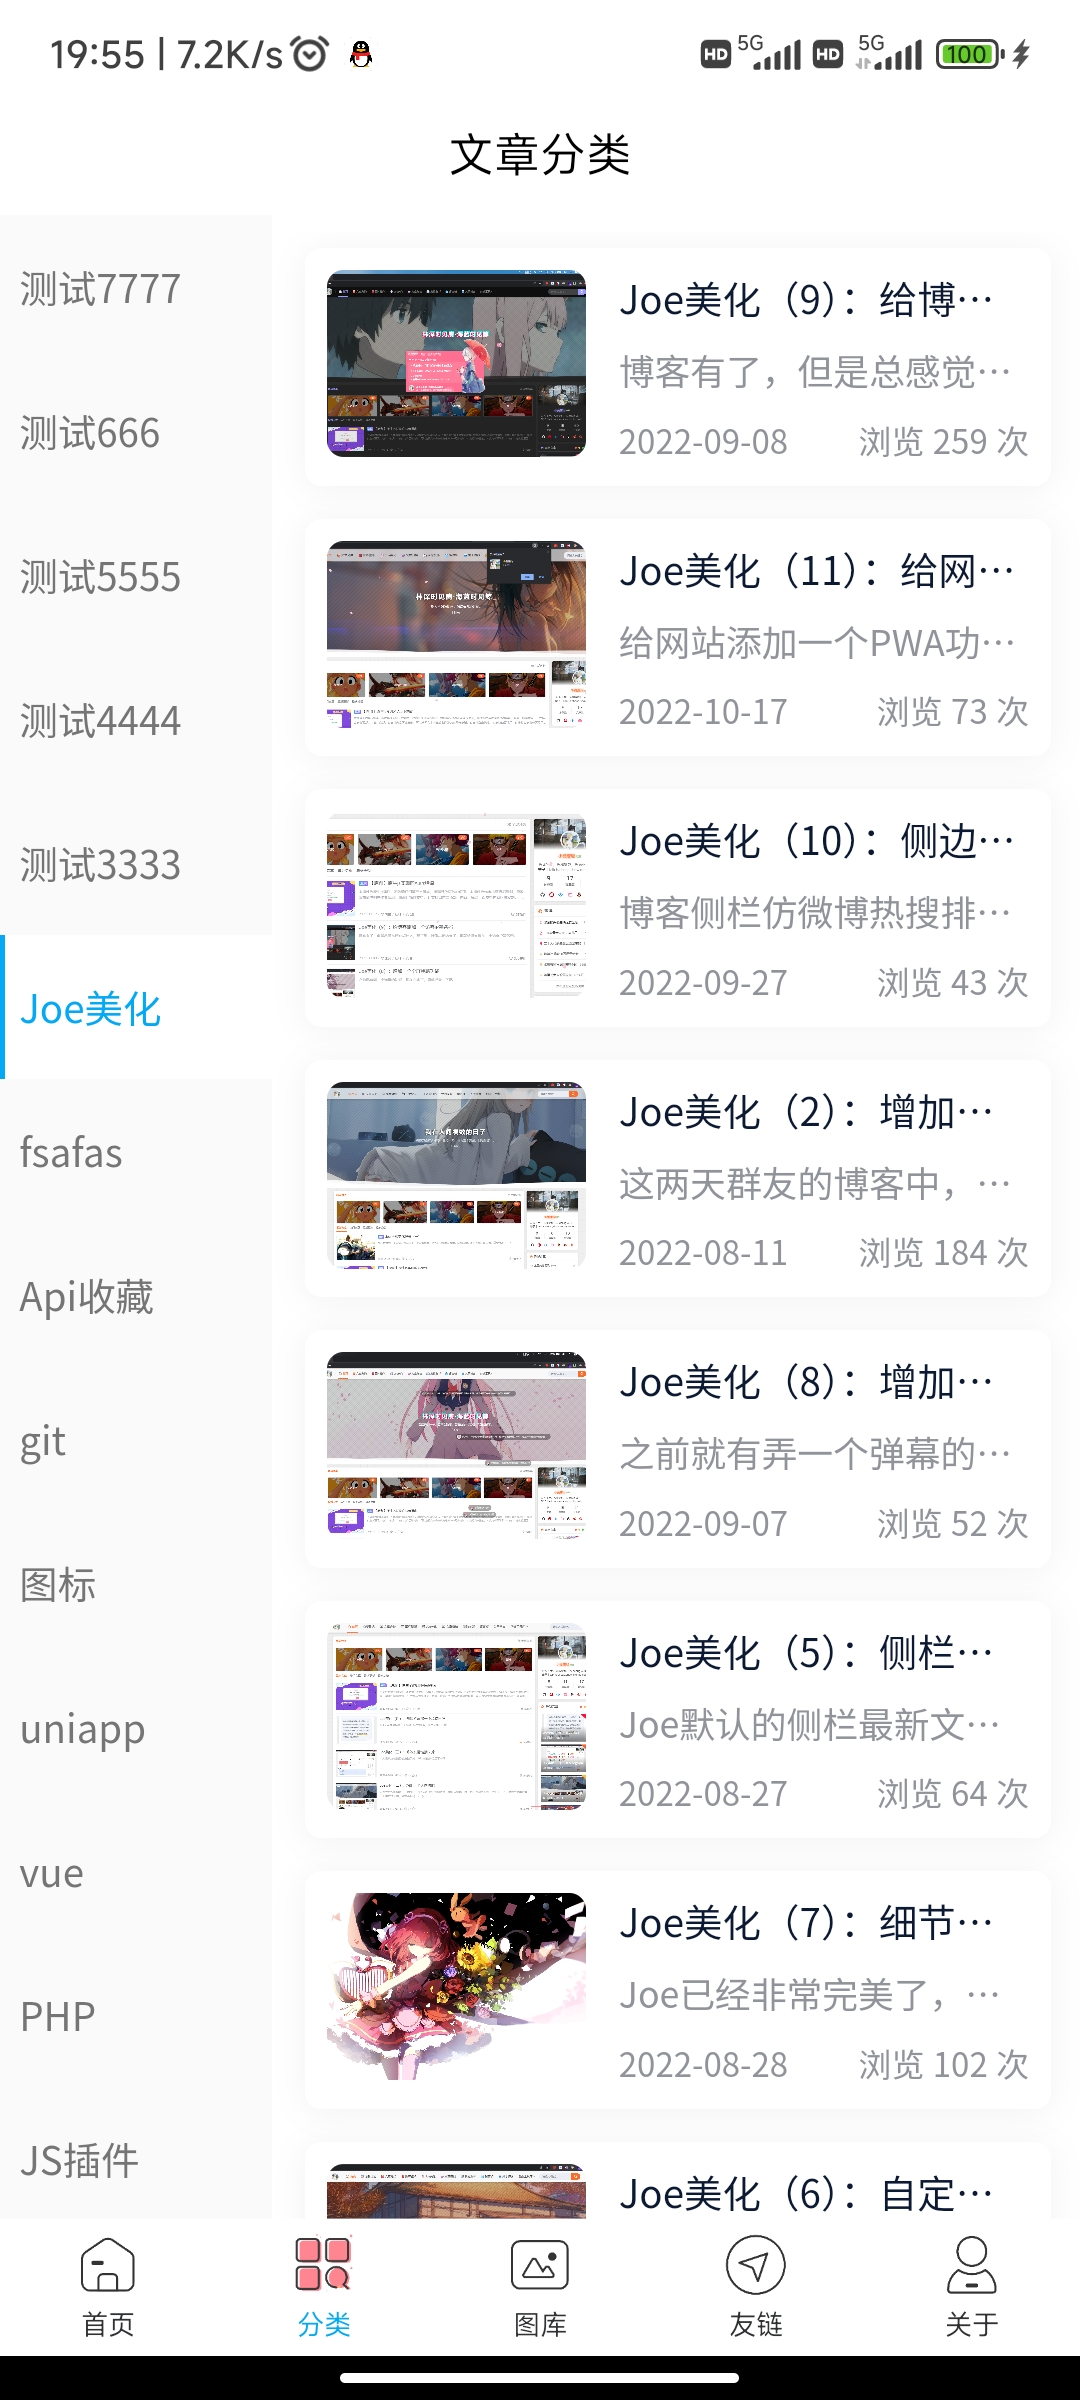 19:55 | 7.2K/s
HD 5G HD 5G 100
文章分类
测试7777
测试666
测试5555
测试4444
测试3333
Joe美化
fsafas
Api收藏
git
图标
uniapp
vue
PHP
JS插件
Joe美化（9）：给博…
博客有了，但是总感觉…
2022-09-08 浏览 259 次
Joe美化（11）：给网…
给网站添加一个PWA功…
2022-10-17 浏览 73 次
Joe美化（10）：侧边…
博客侧栏仿微博热搜排…
2022-09-27 浏览 43 次
Joe美化（2）：增加…
这两天群友的博客中，…
2022-08-11 浏览 184 次
Joe美化（8）：增加…
之前就有弄一个弹幕的…
2022-09-07 浏览 52 次
Joe美化（5）：侧栏…
Joe默认的侧栏最新文…
2022-08-27 浏览 64 次
Joe美化（7）：细节…
Joe已经非常完美了，…
2022-08-28 浏览 102 次
Joe美化（6）：自定…
首页 分类 图库 友链 关于